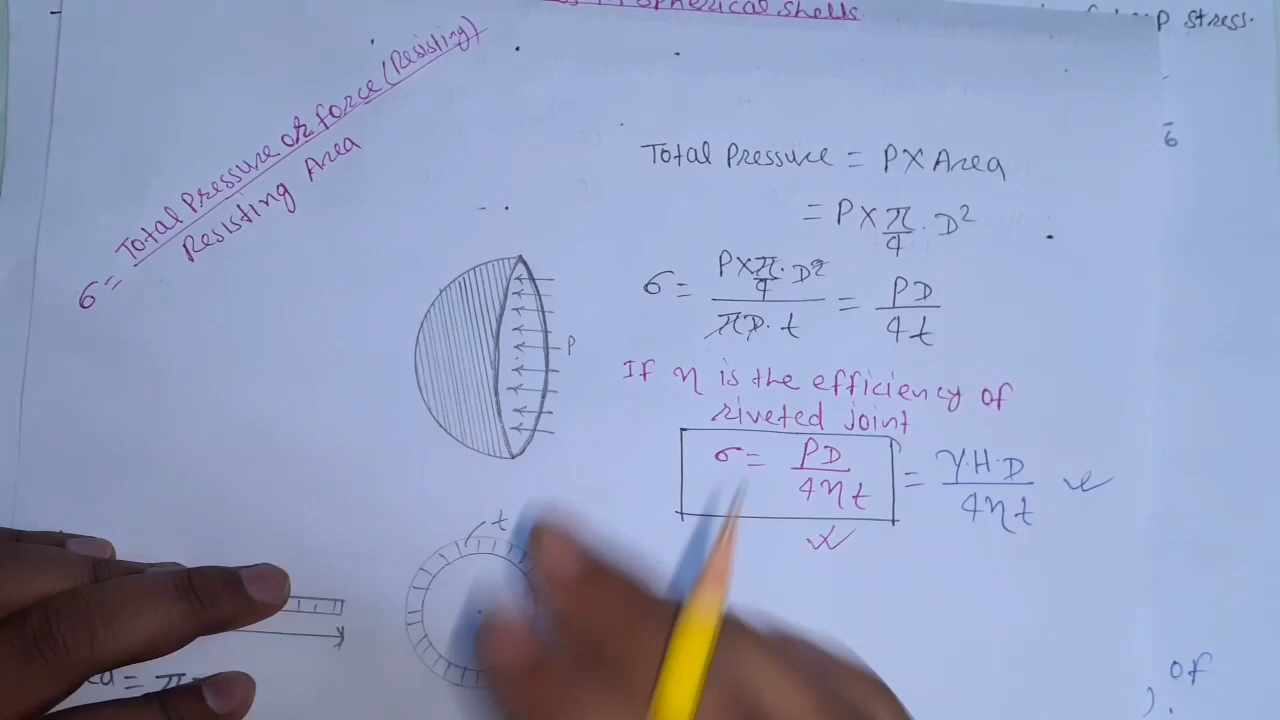 Spherical shells.
P stress.
σ = Total Pressure or force (Resisting) / Resisting Area
Total Pressure = P × Area
= P × π/4 · D²
σ = P × π/4 · D² / πD · t = PD / 4t
P
If η is the efficiency of
riveted joint
σ = PD / 4ηt = γ·H·D / 4ηt
t
of